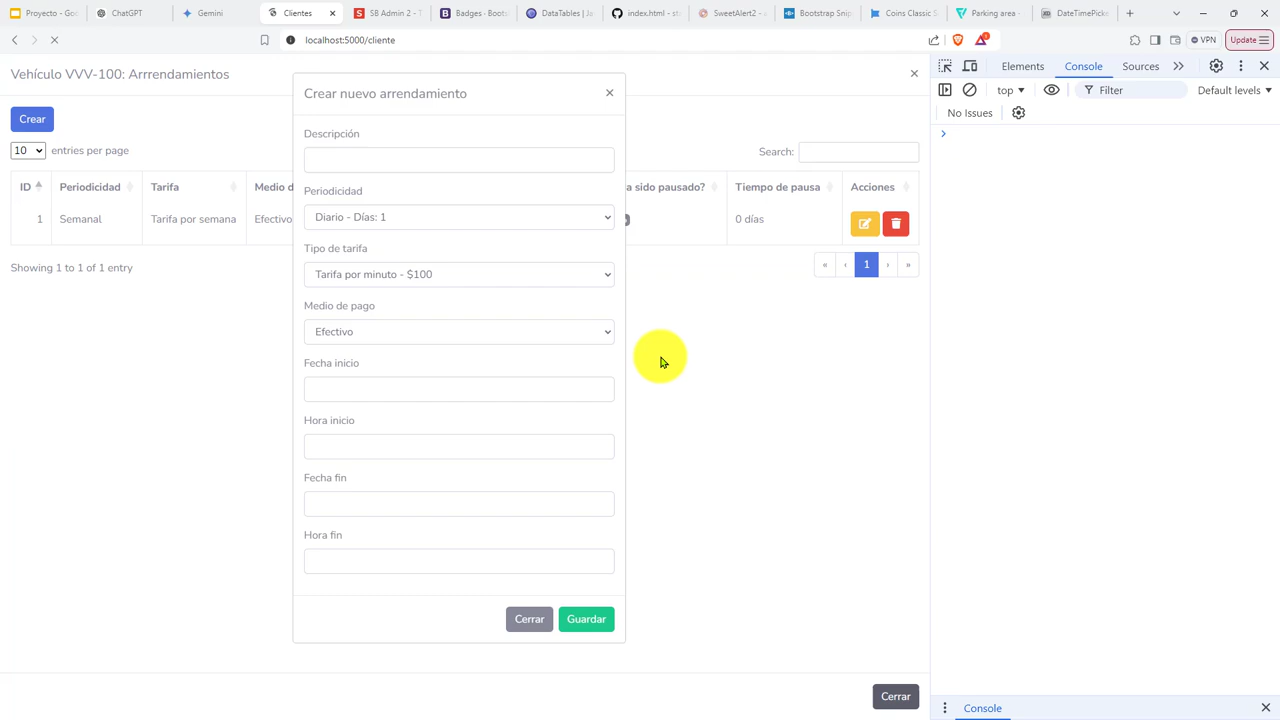 Proyecto - Goo
ChatGPT
Gemini
Clientes
SB Admin 2 - T
Badges - Boots
DataTables | Ja
index.html - sta
SweetAlert2 - a
Bootstrap Snip
Coins Classic S
Parking area -
DateTimePicke
localhost:5000/cliente
VPN
Update
Vehículo VVV-100: Arrrendamientos
Crear
10 entries per page
Search:
ID Periodicidad Tarifa Medio d a sido pausado? Tiempo de pausa Acciones
1 Semanal Tarifa por semana Efectivo 0 días
Showing 1 to 1 of 1 entry
« ‹ 1 › »
Crear nuevo arrendamiento
Descripción
Periodicidad
Diario - Días: 1
Tipo de tarifa
Tarifa por minuto - $100
Medio de pago
Efectivo
Fecha inicio
Hora inicio
Fecha fin
Hora fin
Cerrar Guardar
Cerrar
Elements Console Sources
top Filter Default levels
No Issues
Console